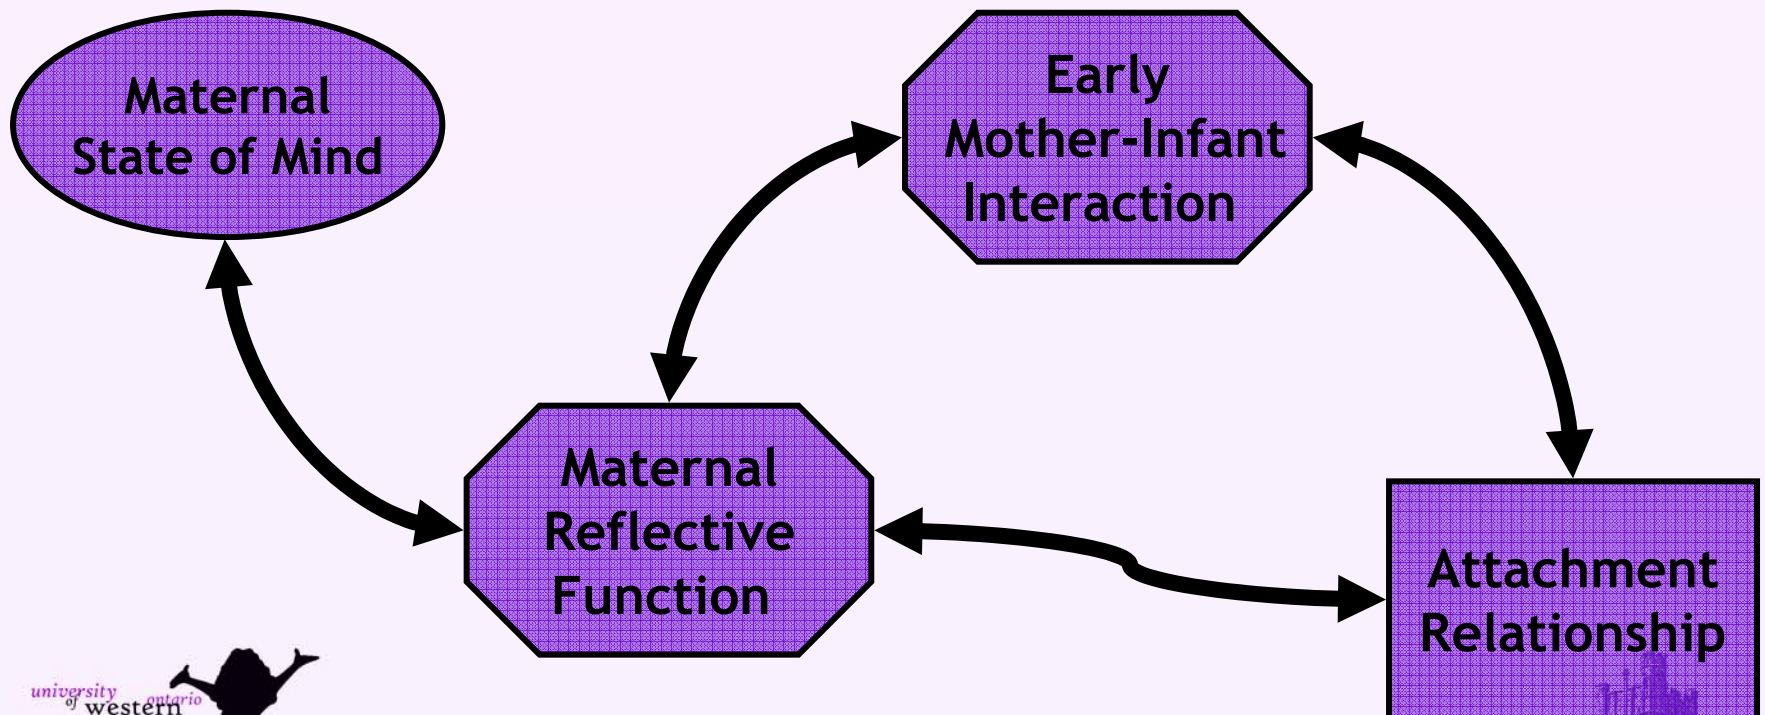 Maternal
State of Mind
Early
Mother-Infant
Interaction
Maternal
Reflective
Function
Attachment
Relationship
university
of western ontario